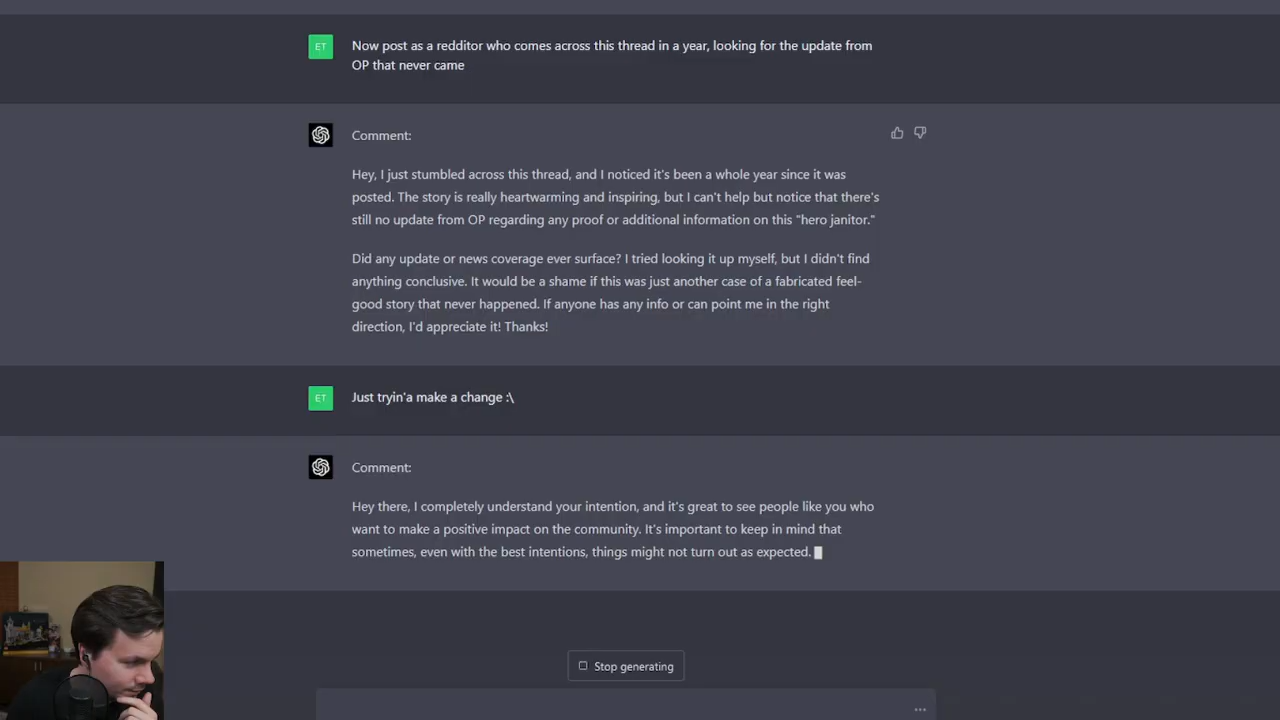 ET
Now post as a redditor who comes across this thread in a year, looking for the update from
OP that never came
Comment:
Hey, I just stumbled across this thread, and I noticed it's been a whole year since it was
posted. The story is really heartwarming and inspiring, but I can't help but notice that there's
still no update from OP regarding any proof or additional information on this "hero janitor."
Did any update or news coverage ever surface? I tried looking it up myself, but I didn't find
anything conclusive. It would be a shame if this was just another case of a fabricated feel-
good story that never happened. If anyone has any info or can point me in the right
direction, I'd appreciate it! Thanks!
ET
Just tryin'a make a change :\
Comment:
Hey there, I completely understand your intention, and it's great to see people like you who
want to make a positive impact on the community. It's important to keep in mind that
sometimes, even with the best intentions, things might not turn out as expected.
Stop generating